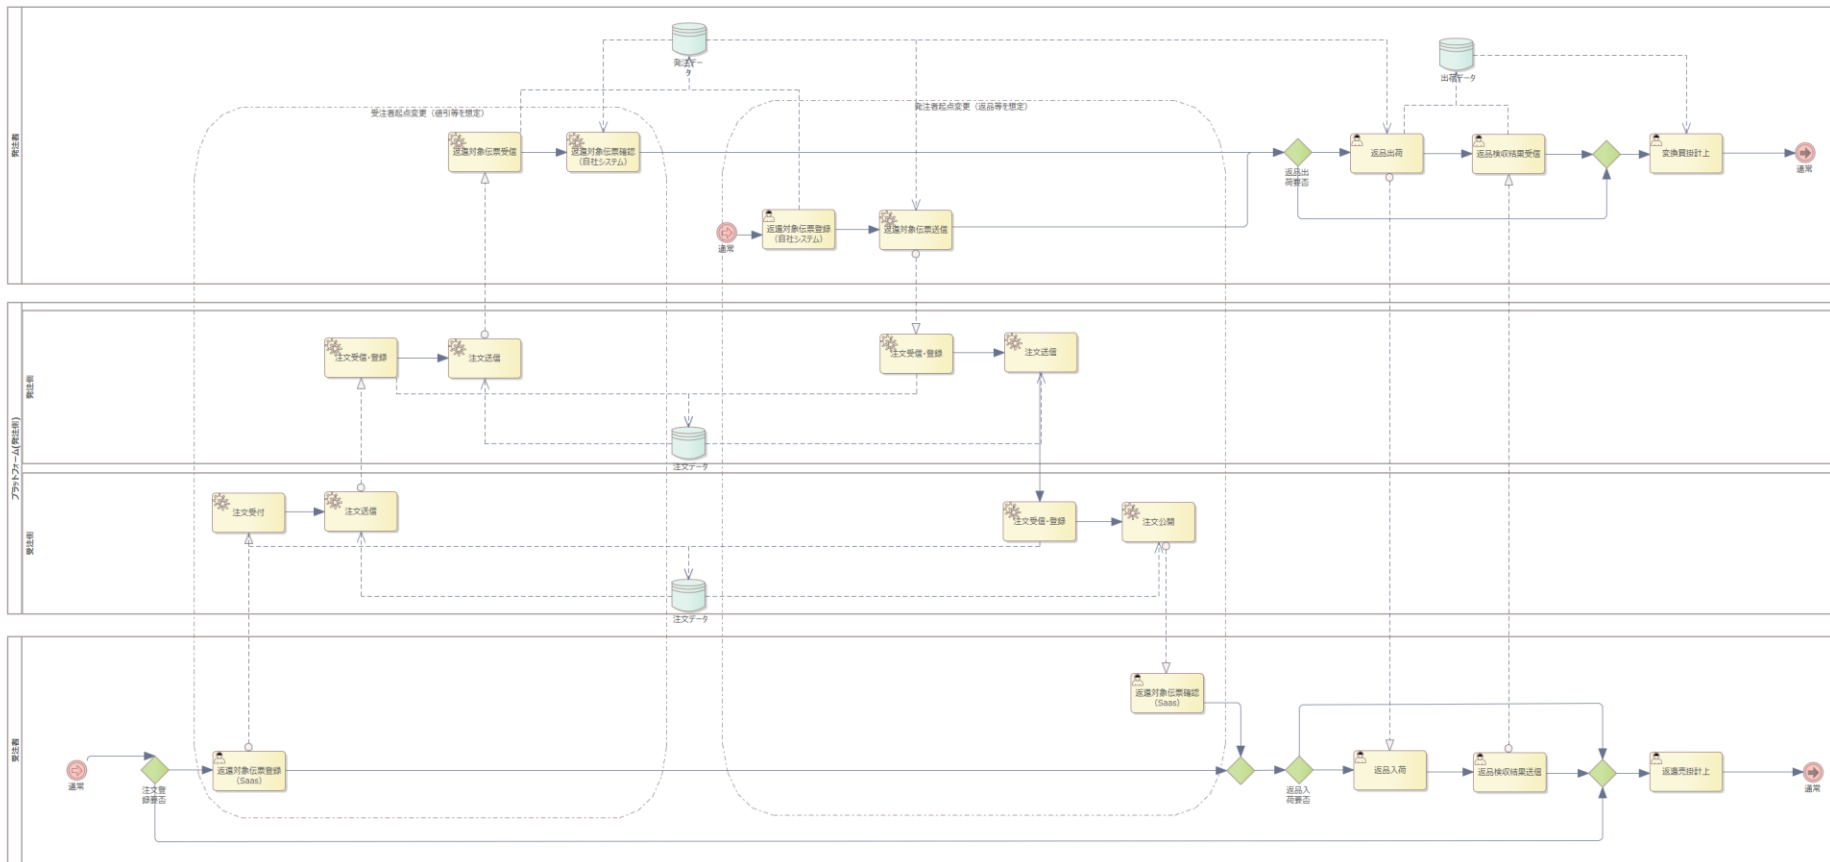 発注者
発注デー
タ
出荷データ
受注者起点変更（値引等を想定）
発注者起点変更（返品等を想定）
返還対象伝票受信
返還対象伝票確認
（自社システム）
返品出
荷要否
返品出荷
返品検収結果受信
変換買掛計上
通常
通常
返還対象伝票登録
（自社システム）
返還対象伝票送信
プラットフォーム(発注側)
発注側
注文受信・登録
注文送信
注文受信・登録
注文送信
注文データ
受注側
注文受付
注文送信
注文受信・登録
注文公開
注文データ
受注者
返還対象伝票確認
（Saas）
通常
注文登
録要否
返還対象伝票登録
（Saas）
返品入
荷要否
返品入荷
返品検収結果送信
返還売掛計上
通常